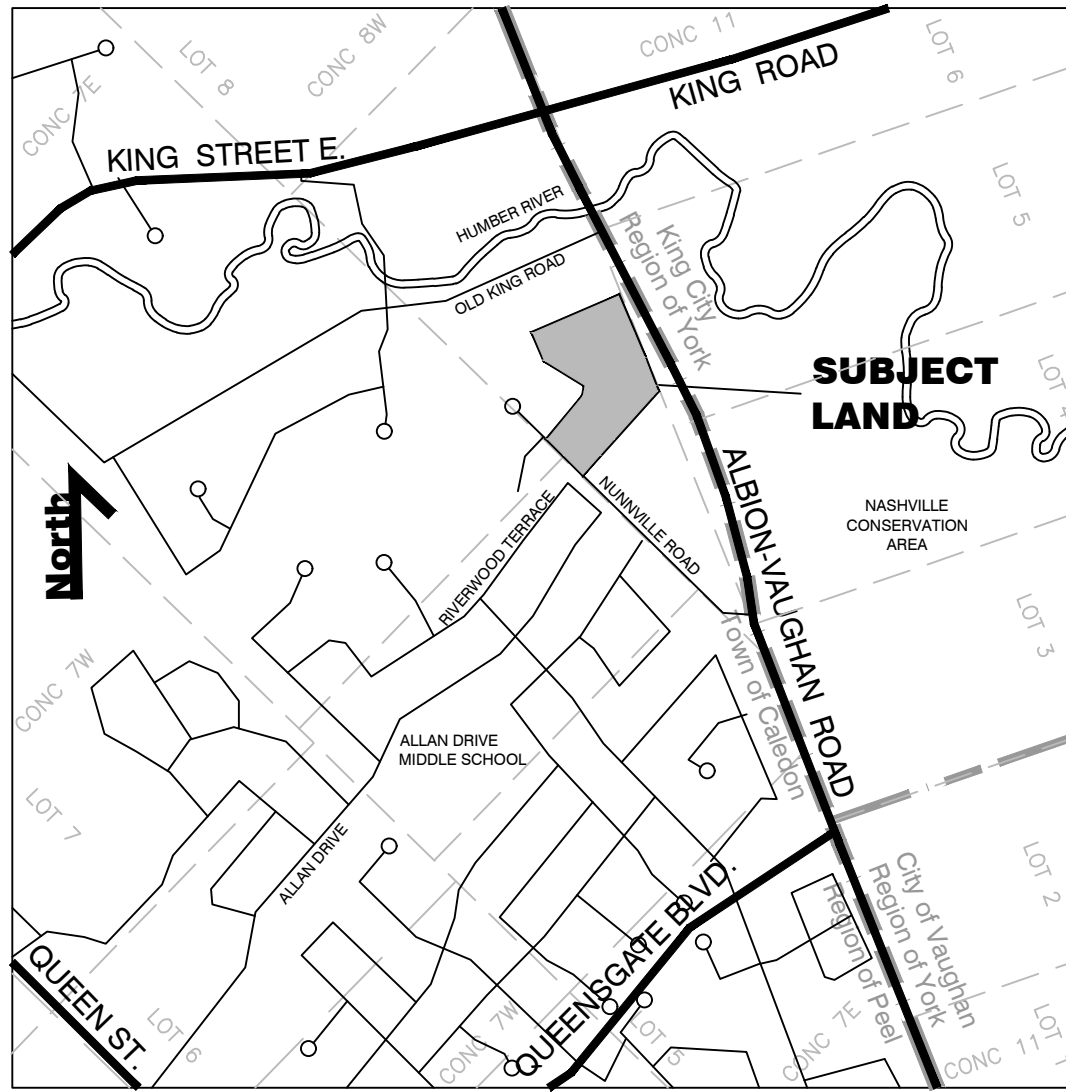 CONC 11
LOT 6
LOT 8
CONC 8W
CONC 7E
KING ROAD
KING STREET E.
LOT 5
HUMBER RIVER
King City
Region of York
OLD KING ROAD
SUBJECT
LAND
LOT 4
North
NUNNVILLE ROAD
RIVERWOOD TERRACE
ALBION-VAUGHAN ROAD
NASHVILLE
CONSERVATION
AREA
LOT 3
Town of Caledon
CONC 7W
ALLAN DRIVE
MIDDLE SCHOOL
LOT 7
ALLAN DRIVE
LOT 2
QUEENSGATE BLVD.
City of Vaughan
Region of York
Region of Peel
QUEEN ST.
LOT 6
CONC 7W
LOT 5
CONC 7E
CONC 11
LOT